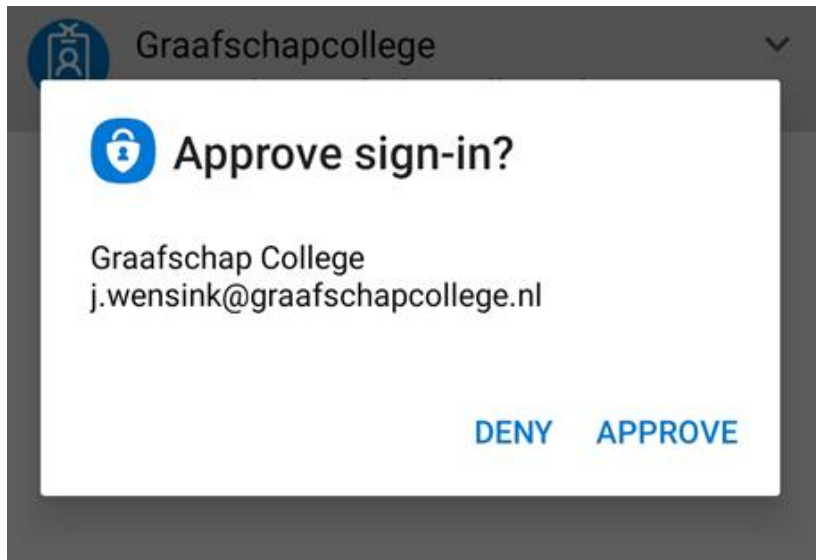 Graafschapcollege
Approve sign-in?
Graafschap College
j.wensink@graafschapcollege.nl
DENY APPROVE